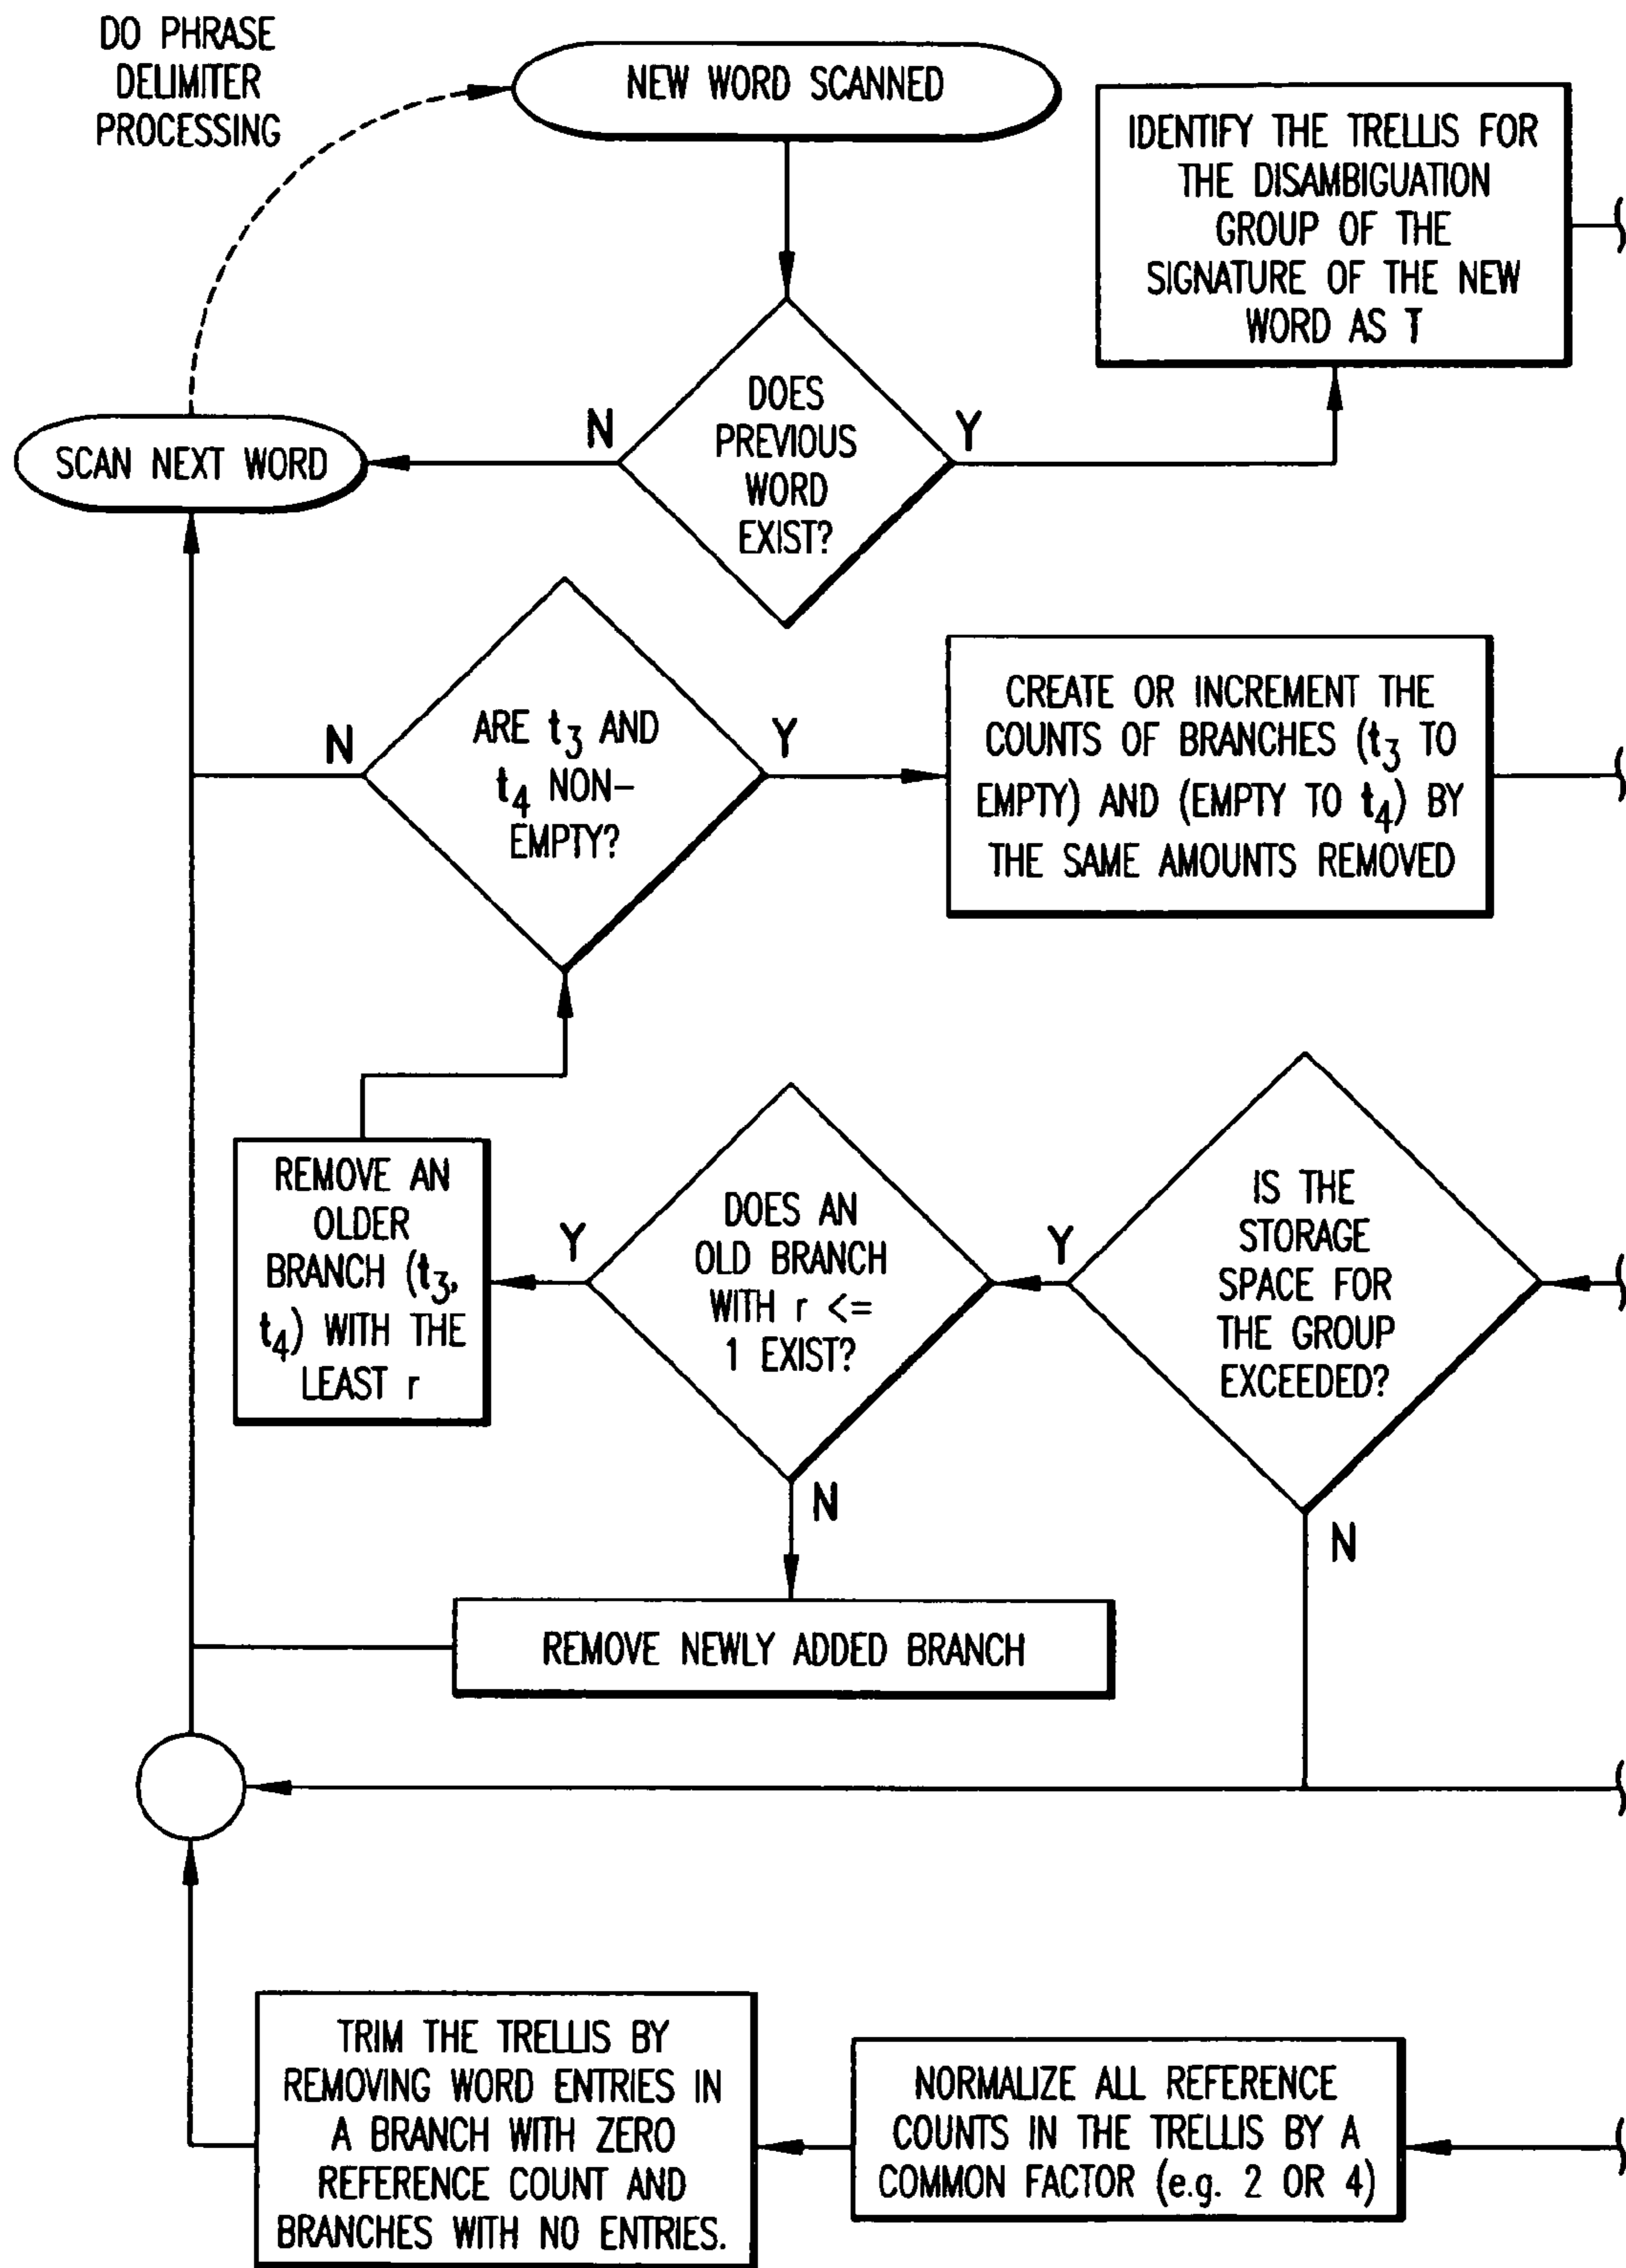 DO PHRASE
DELIMITER
PROCESSING
NEW WORD SCANNED
IDENTIFY THE TRELLIS FOR
THE DISAMBIGUATION
GROUP OF THE
SIGNATURE OF THE NEW
WORD AS T
DOES
PREVIOUS
WORD
EXIST?
N
Y
SCAN NEXT WORD
ARE t3 AND
t4 NON-
EMPTY?
N
Y
CREATE OR INCREMENT THE
COUNTS OF BRANCHES (t3 TO
EMPTY) AND (EMPTY TO t4) BY
THE SAME AMOUNTS REMOVED
REMOVE AN
OLDER
BRANCH (t3,
t4) WITH THE
LEAST r
Y
DOES AN
OLD BRANCH
WITH r <=
1 EXIST?
Y
IS THE
STORAGE
SPACE FOR
THE GROUP
EXCEEDED?
N
N
REMOVE NEWLY ADDED BRANCH
TRIM THE TRELLIS BY
REMOVING WORD ENTRIES IN
A BRANCH WITH ZERO
REFERENCE COUNT AND
BRANCHES WITH NO ENTRIES.
NORMALIZE ALL REFERENCE
COUNTS IN THE TRELLIS BY A
COMMON FACTOR (e.g. 2 OR 4)